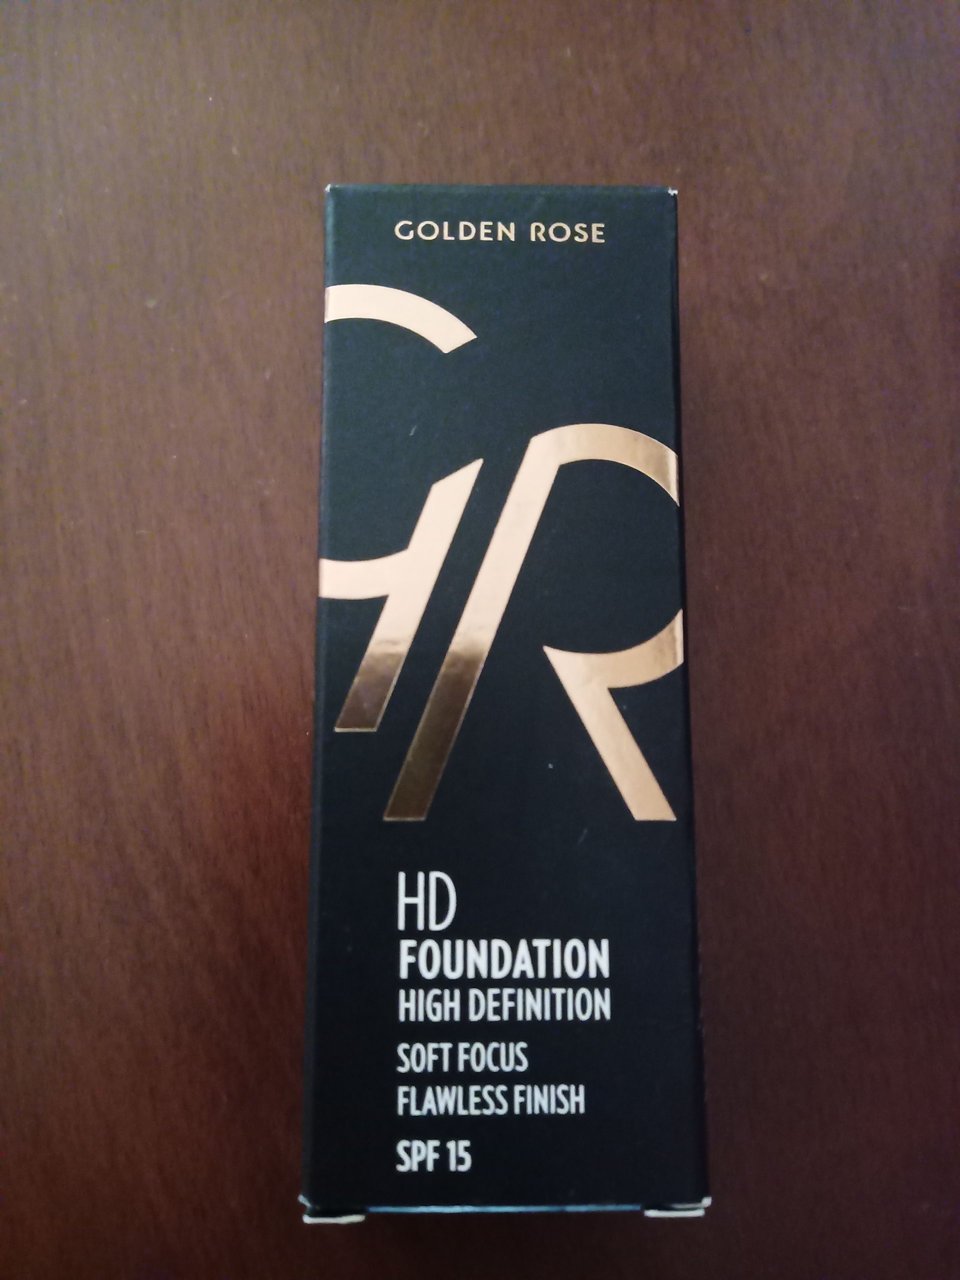 GOLDEN ROSE
GR
HD
FOUNDATION
HIGH DEFINITION
SOFT FOCUS
FLAWLESS FINISH
SPF 15